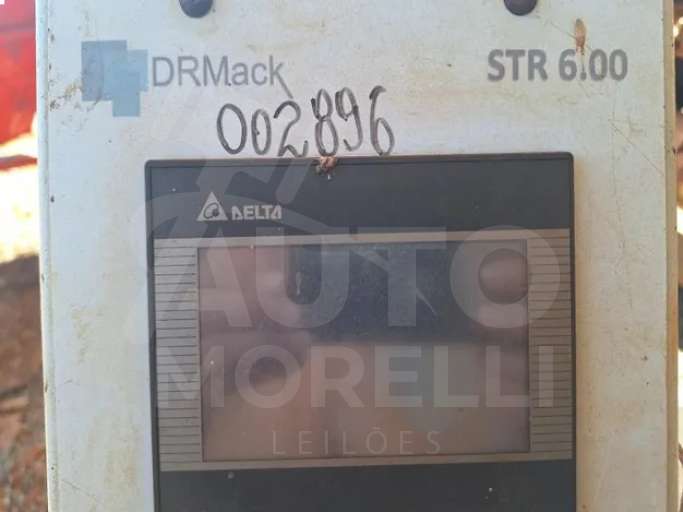 DRMack
STR 6.00
002896
DELTA
AUTO
MORELLI
LEILÕES